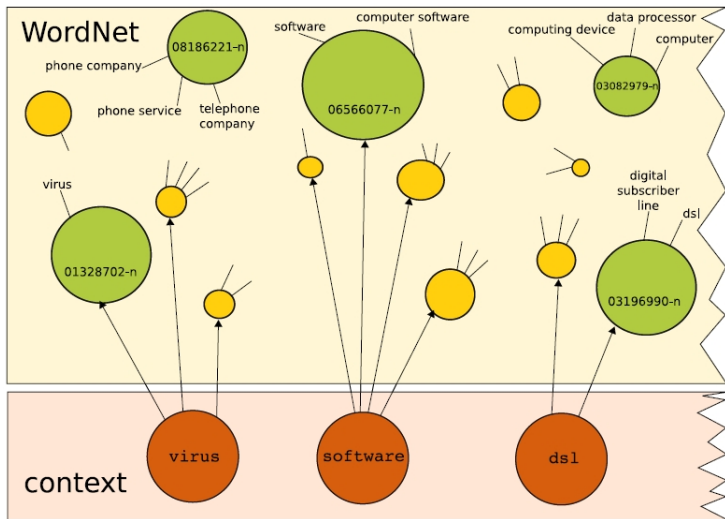 WordNet
08186221-n
phone company
phone service
telephone
company
software
computer software
06566077-n
computing device
data processor
computer
03082979-n
virus
01328702-n
digital
subscriber
line
dsl
03196990-n
virus
software
dsl
context